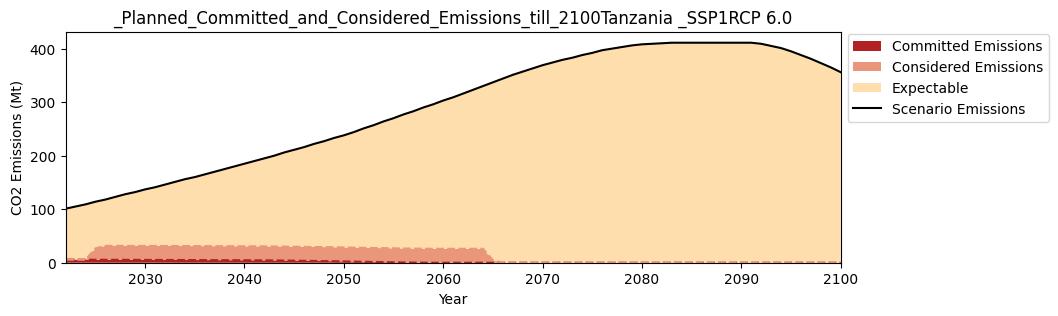 _Planned_Committed_and_Considered_Emissions_till_2100Tanzania _SSP1RCP 6.0
CO2 Emissions (Mt)
400
300
200
100
0
2030 2040 2050 2060 2070 2080 2090 2100
Year
Committed Emissions
Considered Emissions
Expectable
Scenario Emissions